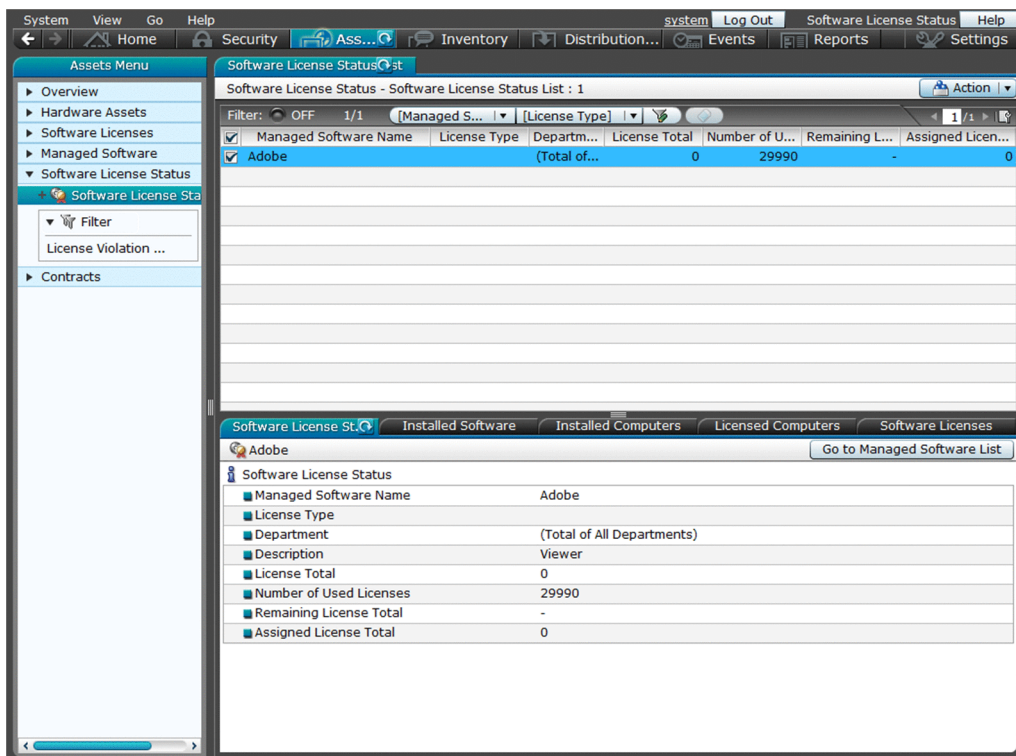 System View Go Help system Log Out Software License Status Help
Home Security Ass... Inventory Distribution... Events Reports Settings
Assets Menu
Overview
Hardware Assets
Software Licenses
Managed Software
Software License Status
Software License Sta
Filter
License Violation ...
Contracts
Software License Status st
Software License Status - Software License Status List : 1 Action
Filter: OFF 1/1 [Managed S... [License Type] 1 /1
Managed Software Name License Type Departm... License Total Number of U... Remaining L... Assigned Licen...
Adobe (Total of... 0 29990 - 0
Software License St. Installed Software Installed Computers Licensed Computers Software Licenses
Adobe Go to Managed Software List
Software License Status
Managed Software Name Adobe
License Type
Department (Total of All Departments)
Description Viewer
License Total 0
Number of Used Licenses 29990
Remaining License Total -
Assigned License Total 0